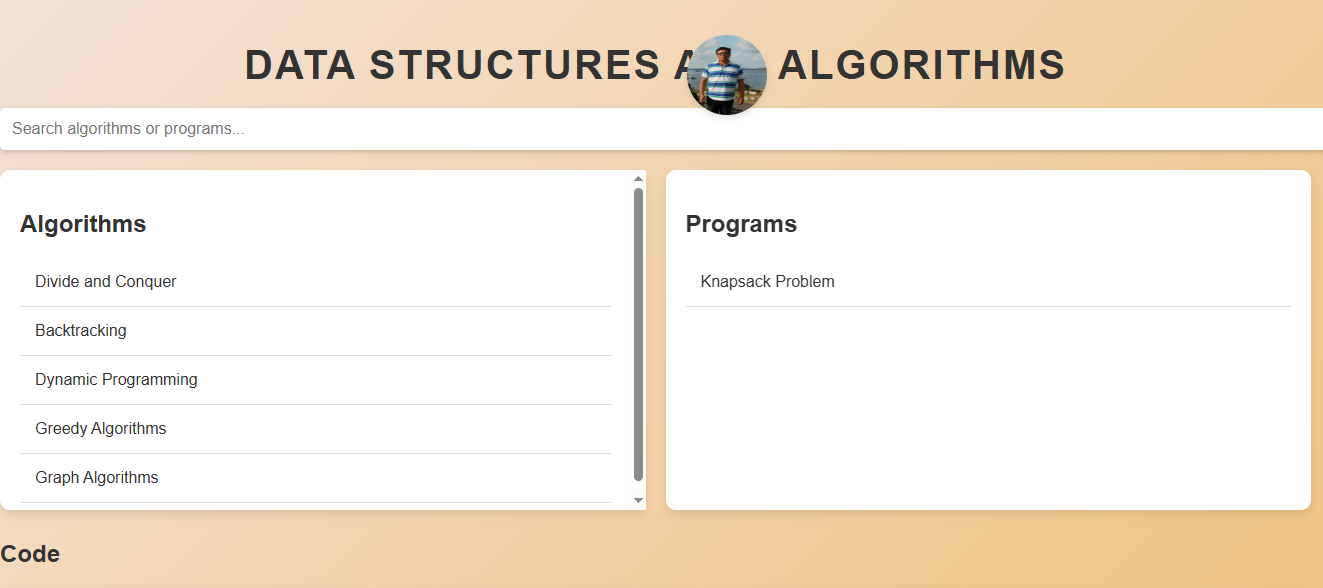 DATA STRUCTURES A ALGORITHMS
Search algorithms or programs...
Algorithms
Divide and Conquer
Backtracking
Dynamic Programming
Greedy Algorithms
Graph Algorithms
Programs
Knapsack Problem
Code